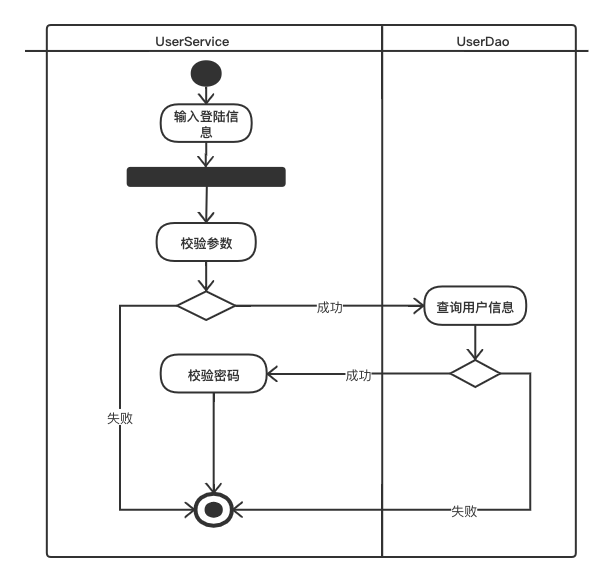 UserService
UserDao
输入登陆信
息
校验参数
成功
查询用户信息
校验密码
成功
失败
失败